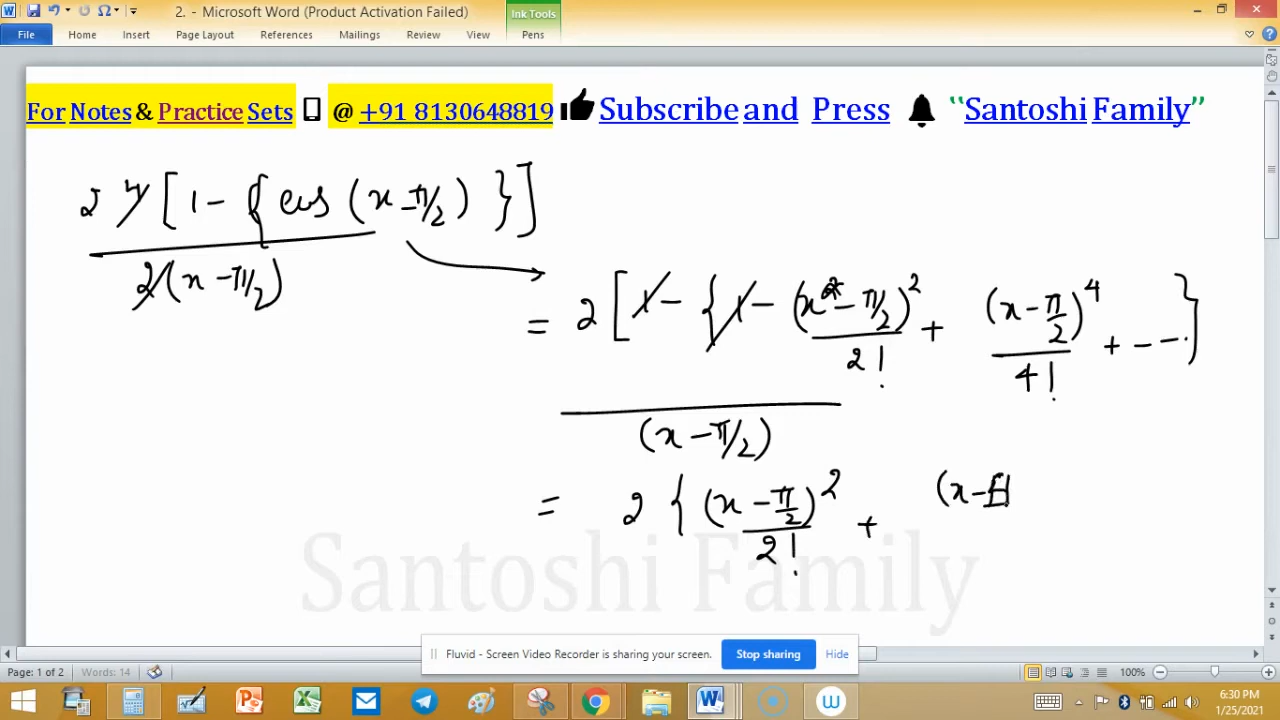 2. - Microsoft Word (Product Activation Failed)
Ink Tools
File Home Insert Page Layout References Mailings Review View Pens
For Notes & Practice Sets @ +91 8130648819 Subscribe and Press "Santoshi Family"
2 4 [ 1 - { cos (x - π/2) } ]
2 (x - π/2)
= 2 [ 1 - { 1 - (x - π/2)² / 2! + (x - π/2)⁴ / 4! + - - . }
(x - π/2)
= 2 { (x - π/2)² / 2! + (x -
Santoshi Family
Fluvid - Screen Video Recorder is sharing your screen. Stop sharing Hide
Page: 1 of 2 Words: 14 100%
6:30 PM
1/25/2021